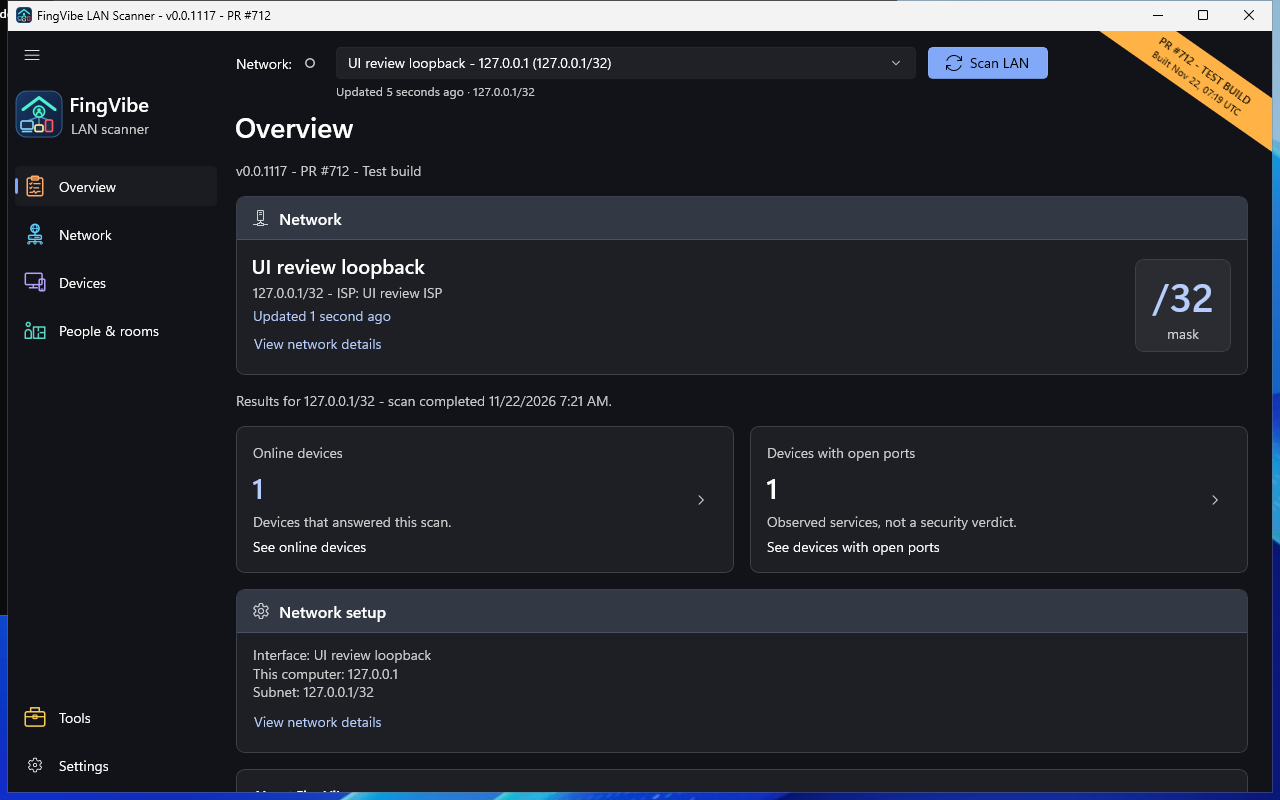 FingVibe LAN Scanner - v0.0.1117 - PR #712
PR #712 - TEST BUILD
Built Nov 22, 07:19 UTC
Network:
UI review loopback - 127.0.0.1 (127.0.0.1/32)
Scan LAN
Updated 5 seconds ago · 127.0.0.1/32
FingVibe
LAN scanner
Overview
Network
Devices
People & rooms
Tools
Settings
Overview
v0.0.1117 - PR #712 - Test build
Network
UI review loopback
127.0.0.1/32 - ISP: UI review ISP
Updated 1 second ago
View network details
/32
mask
Results for 127.0.0.1/32 - scan completed 11/22/2026 7:21 AM.
Online devices
1
Devices that answered this scan.
See online devices
Devices with open ports
1
Observed services, not a security verdict.
See devices with open ports
Network setup
Interface: UI review loopback
This computer: 127.0.0.1
Subnet: 127.0.0.1/32
View network details